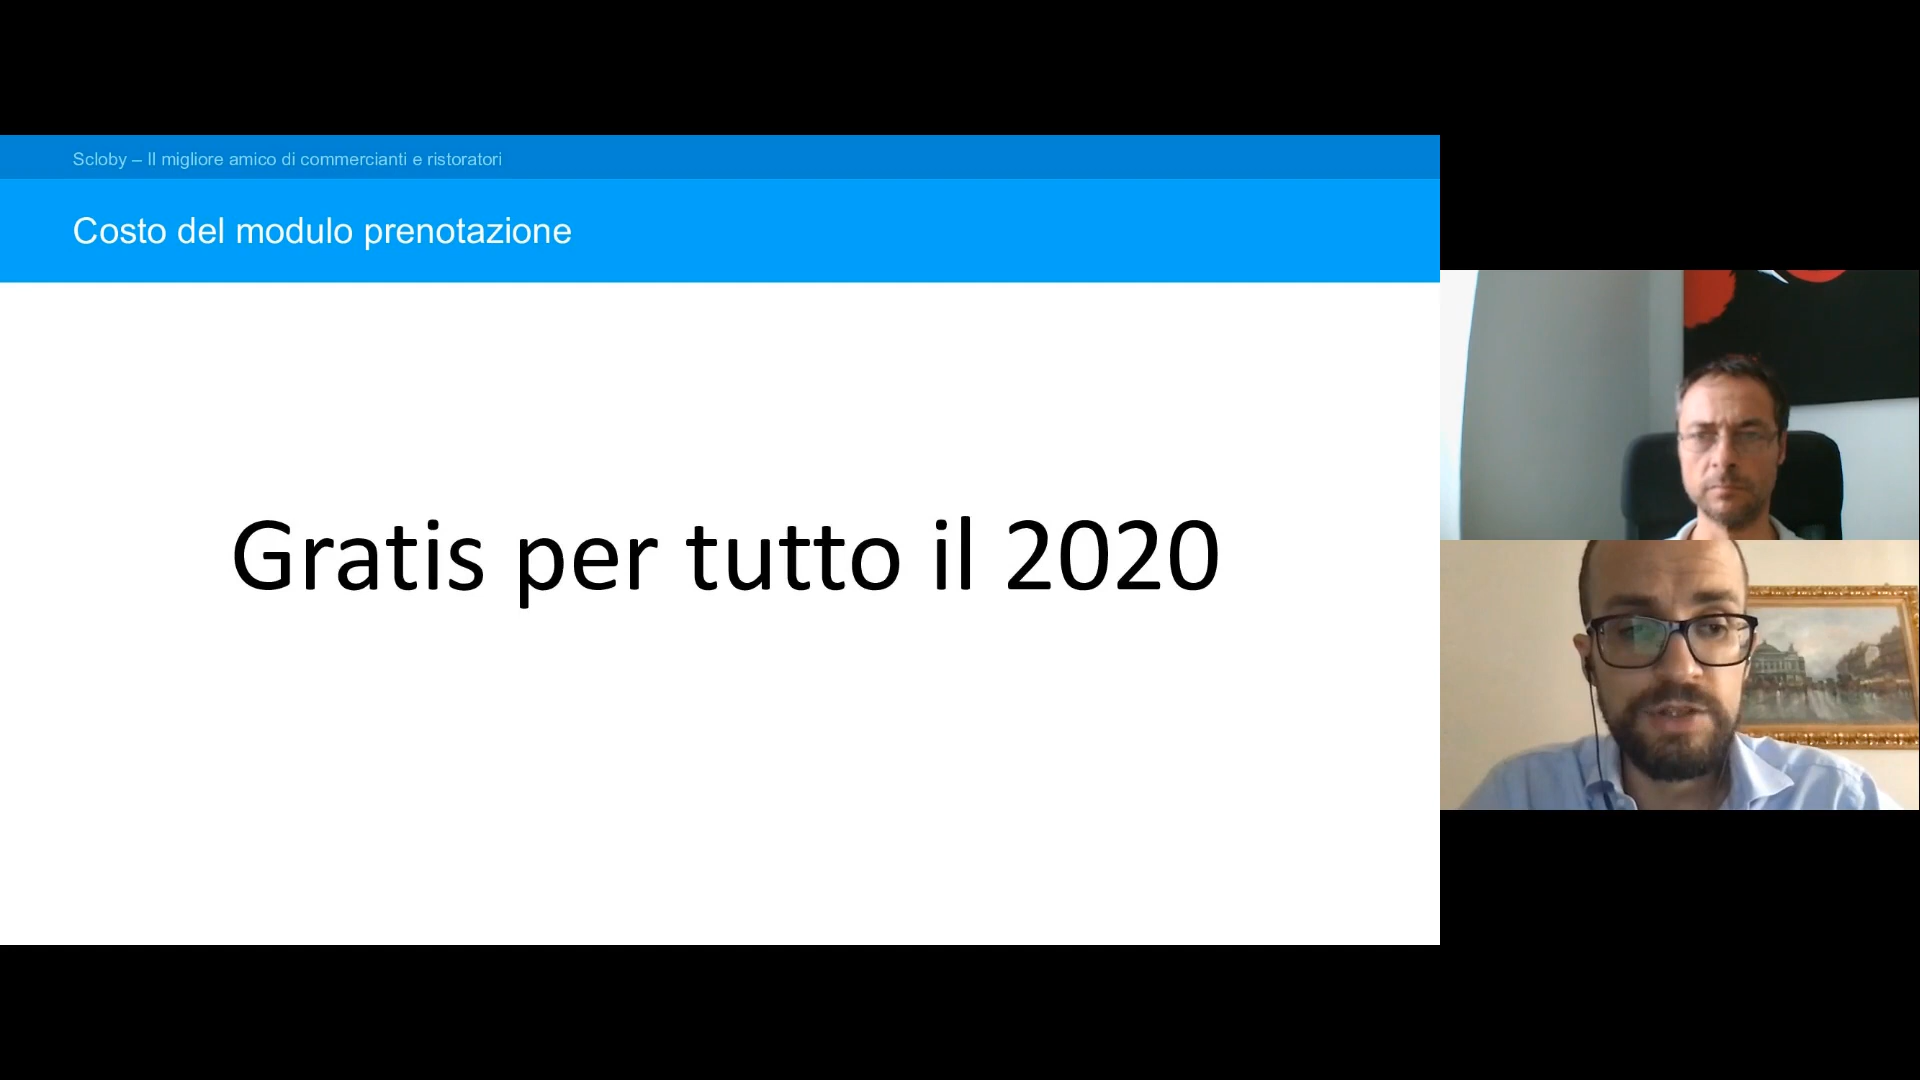 Scloby – Il migliore amico di commercianti e ristoratori
Costo del modulo prenotazione
Gratis per tutto il 2020